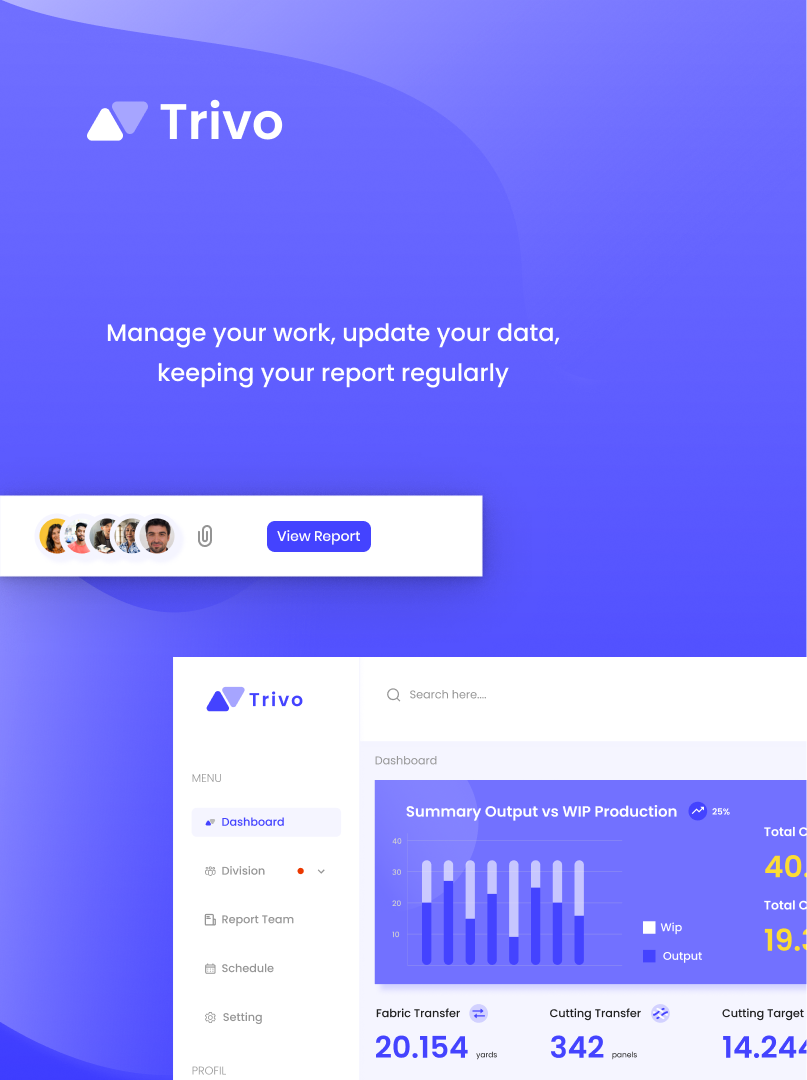 Trivo
Manage your work, update your data,
keeping your report regularly
View Report
Trivo
Search here....
MENU
Dashboard
Division
Report Team
Schedule
Setting
PROFIL
Dashboard
Summary Output vs WIP Production
25%
40
30
20
10
Wip
Output
Total C
40.
Total C
19.3
Fabric Transfer
20.154 yards
Cutting Transfer
342 panels
Cutting Target
14.244